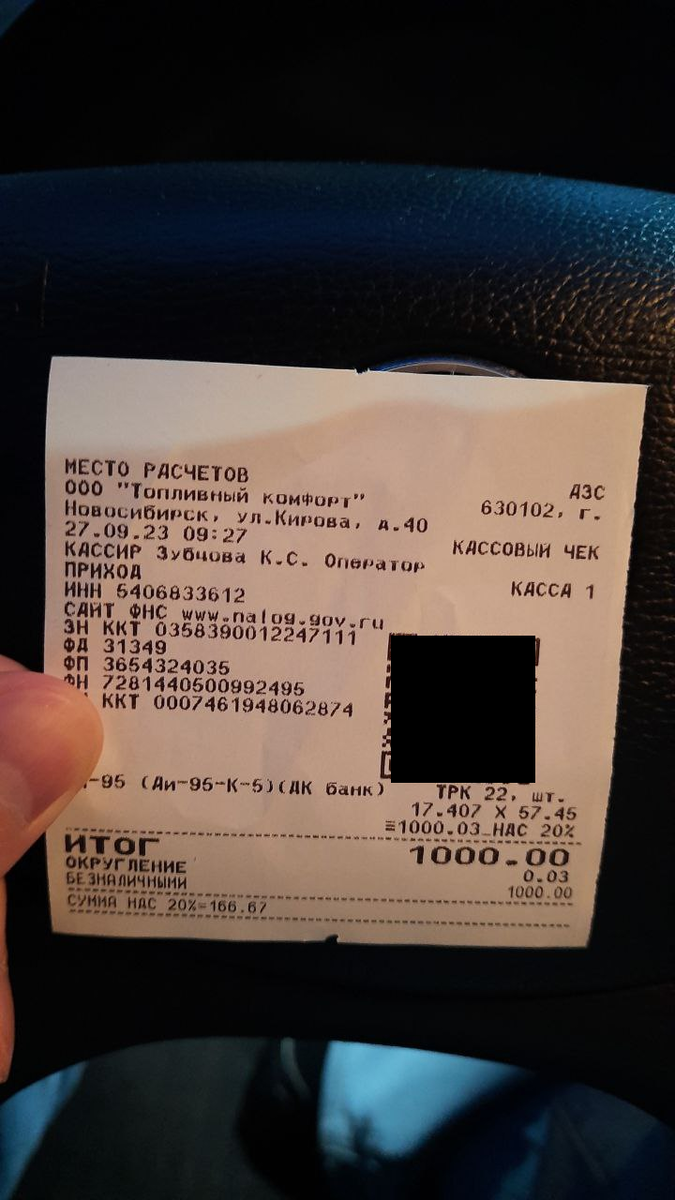 МЕСТО РАСЧЕТОВ
АЗС
ООО "Топливный комфорт"
630102, г.
Новосибирск, ул.Кирова, д.40
27.09.23 09:27
КАССОВЫЙ ЧЕК
КАССИР Зубцова К.С. Оператор
ПРИХОД
КАССА 1
ИНН 5406833612
САЙТ ФНС www.nalog.gov.ru
ЗН ККТ 0358390012247111
ФД 31349
ФП 3654324035
ФН 7281440500992495
ККТ 0007461948062874
-95 (Аи-95-К-5)(ДК банк)
ТРК 22, шт.
17.407 X 57.45
≡1000.03_НДС 20%
ИТОГ 1000.00
ОКРУГЛЕНИЕ 0.03
БЕЗНАЛИЧНЫМИ 1000.00
СУММА НДС 20%=166.67